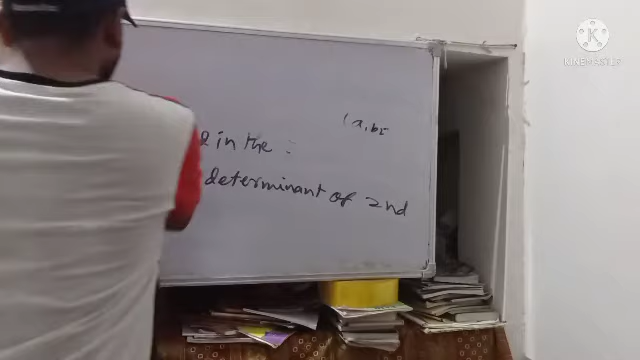 in the :
determinant of 2nd
KINEMASTER